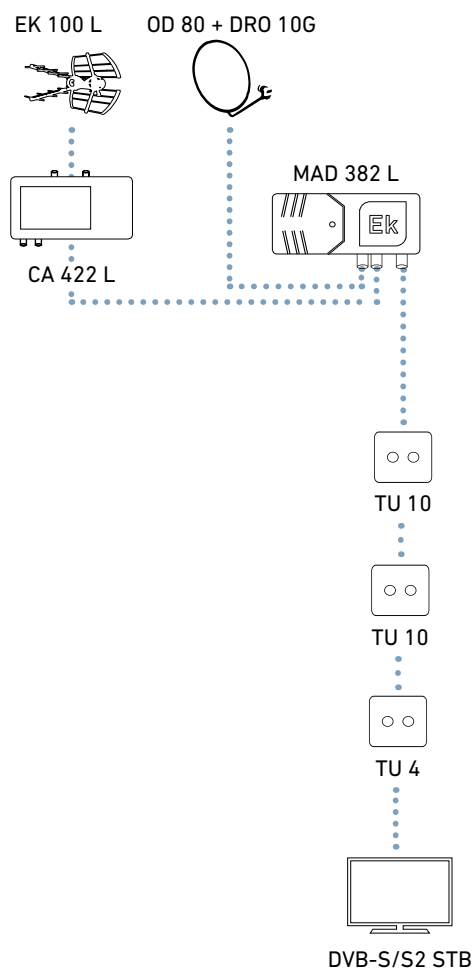 EK 100 L
OD 80 + DRO 10G
MAD 382 L
Ek
CA 422 L
TU 10
TU 10
TU 4
DVB-S/S2 STB